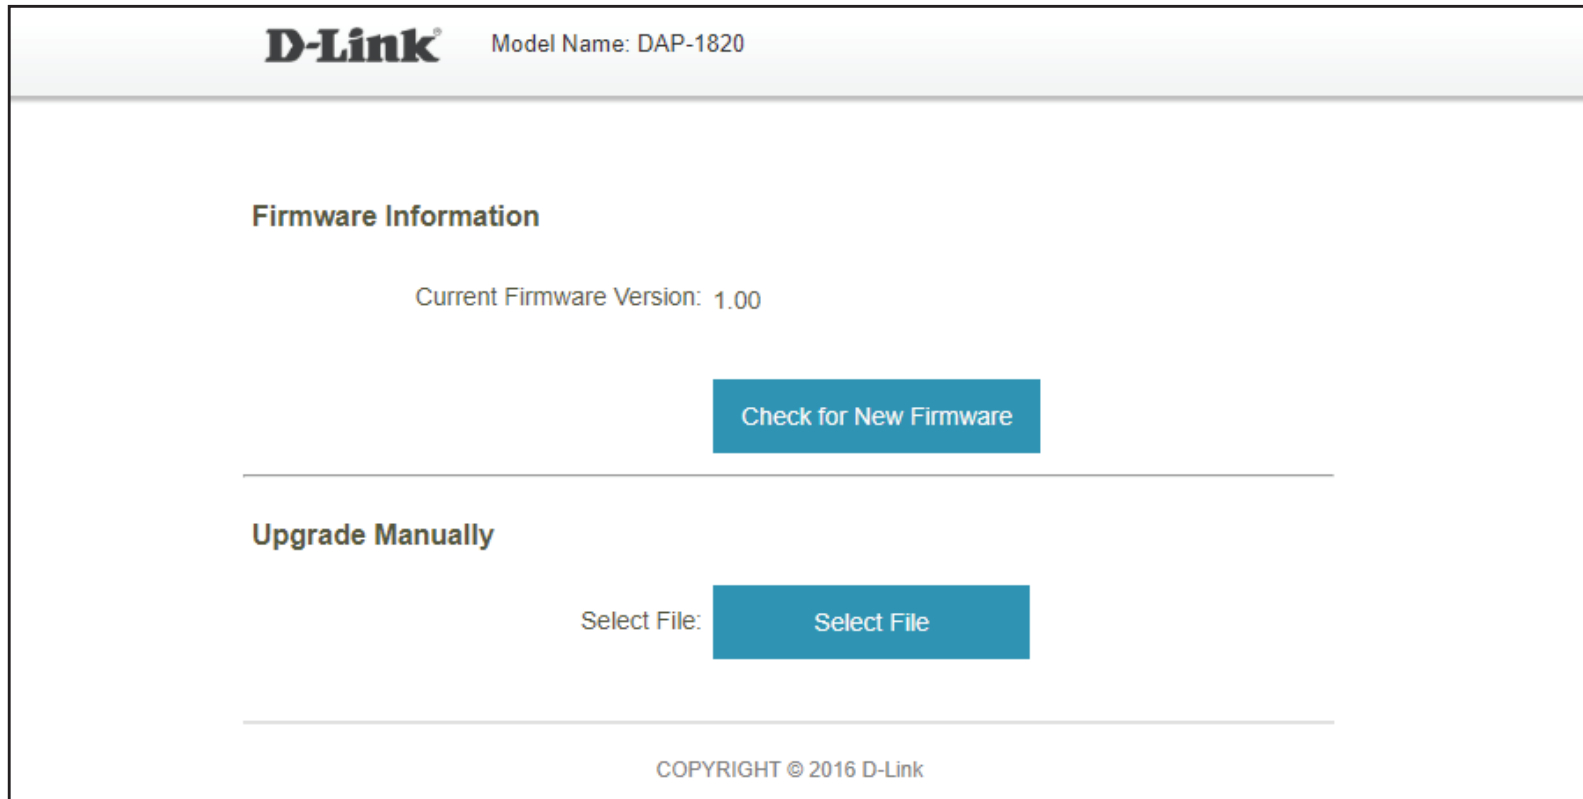 D-Link® Model Name: DAP-1820
Firmware Information
Current Firmware Version: 1.00
Check for New Firmware
Upgrade Manually
Select File: Select File
COPYRIGHT © 2016 D-Link